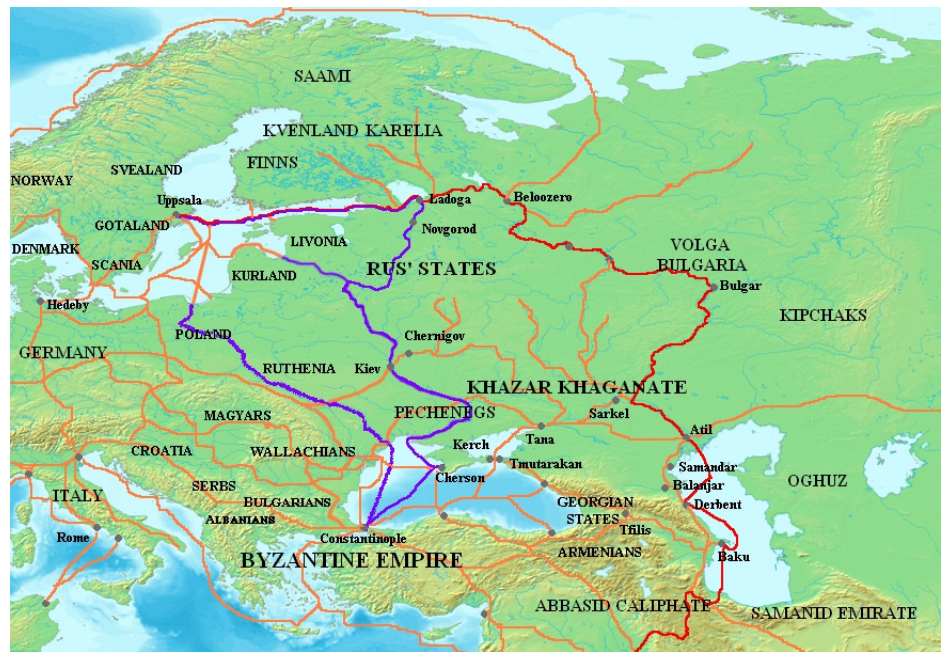 SAAMI
KVENLAND KARELIA
FINNS
SVEALAND
NORWAY
Uppsala
Ladoga
Beloozero
GOTALAND
Novgorod
DENMARK
LIVONIA
VOLGA
BULGARIA
SCANIA
RUS' STATES
KURLAND
Bulgar
Hedeby
KIPCHAKS
POLAND
Chernigov
GERMANY
RUTHENIA
Kiev
KHAZAR KHAGANATE
MAGYARS
PECHENEGS
Sarkel
Tana
Atil
CROATIA
WALLACHIANS
Kerch
Tmutarakan
Samandar
OGHUZ
Cherson
Balanjar
ITALY
SERBS
BULGARIANS
GEORGIAN
STATES
Derbent
ALBANIANS
Constantinople
Tfilis
Rome
BYZANTINE EMPIRE
ARMENIANS
Baku
ABBASID CALIPHATE
SAMANID EMIRATE